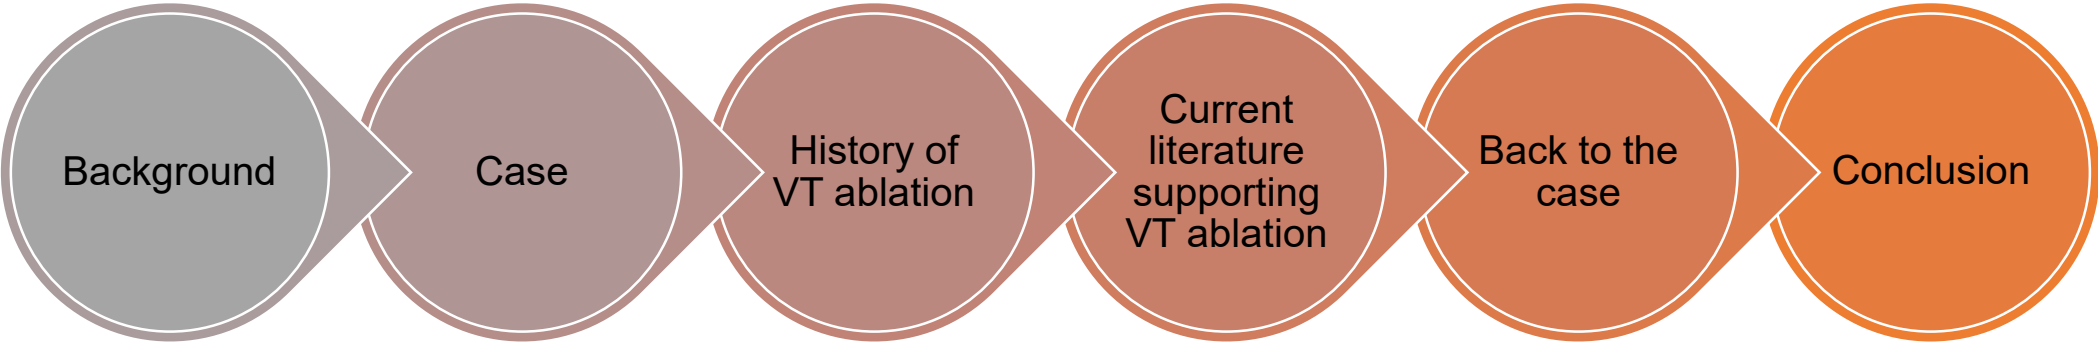 Background
Case
History of
VT ablation
Current
literature
supporting
VT ablation
Back to the
case
Conclusion